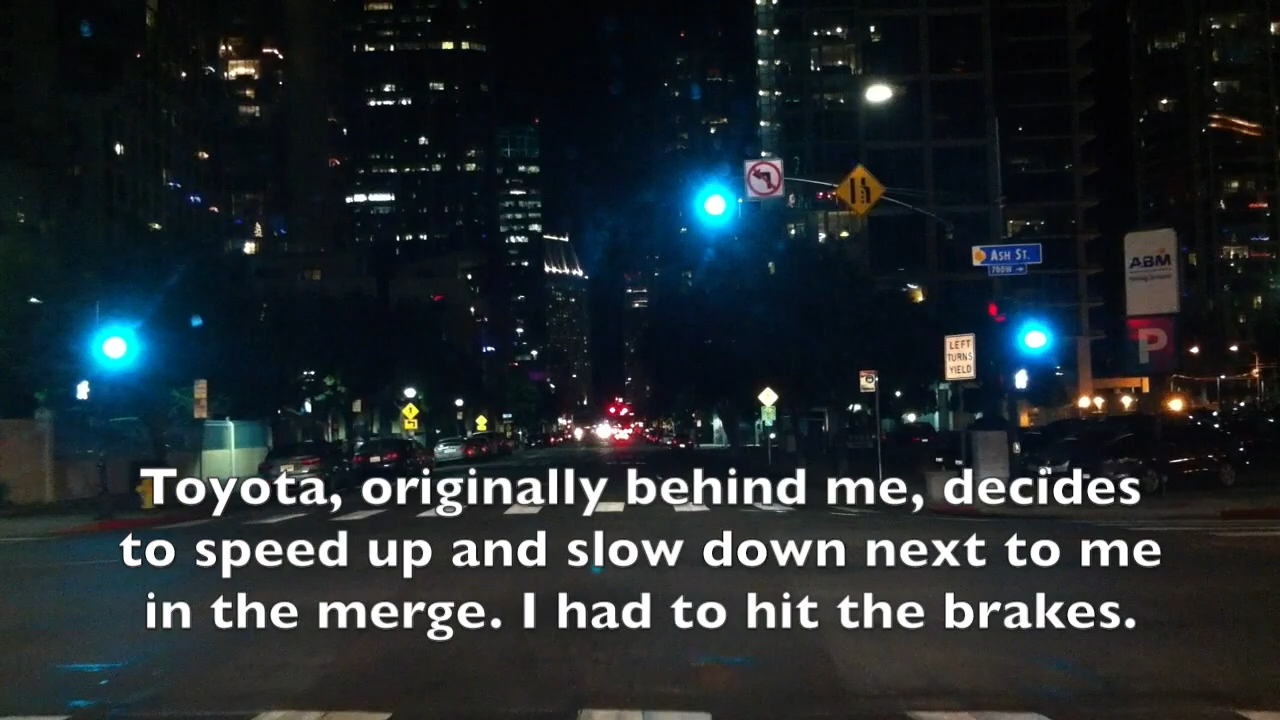 ASH ST.
700W →
ABM
P
LEFT
TURNS
YIELD
Toyota, originally behind me, decides
to speed up and slow down next to me
in the merge. I had to hit the brakes.